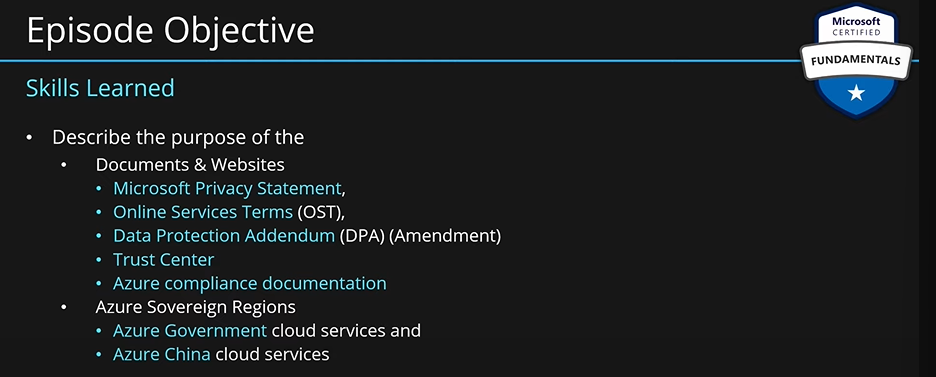 Episode Objective
Microsoft
CERTIFIED
FUNDAMENTALS
Skills Learned
• Describe the purpose of the
• Documents & Websites
• Microsoft Privacy Statement,
• Online Services Terms (OST),
• Data Protection Addendum (DPA) (Amendment)
• Trust Center
• Azure compliance documentation
• Azure Sovereign Regions
• Azure Government cloud services and
• Azure China cloud services